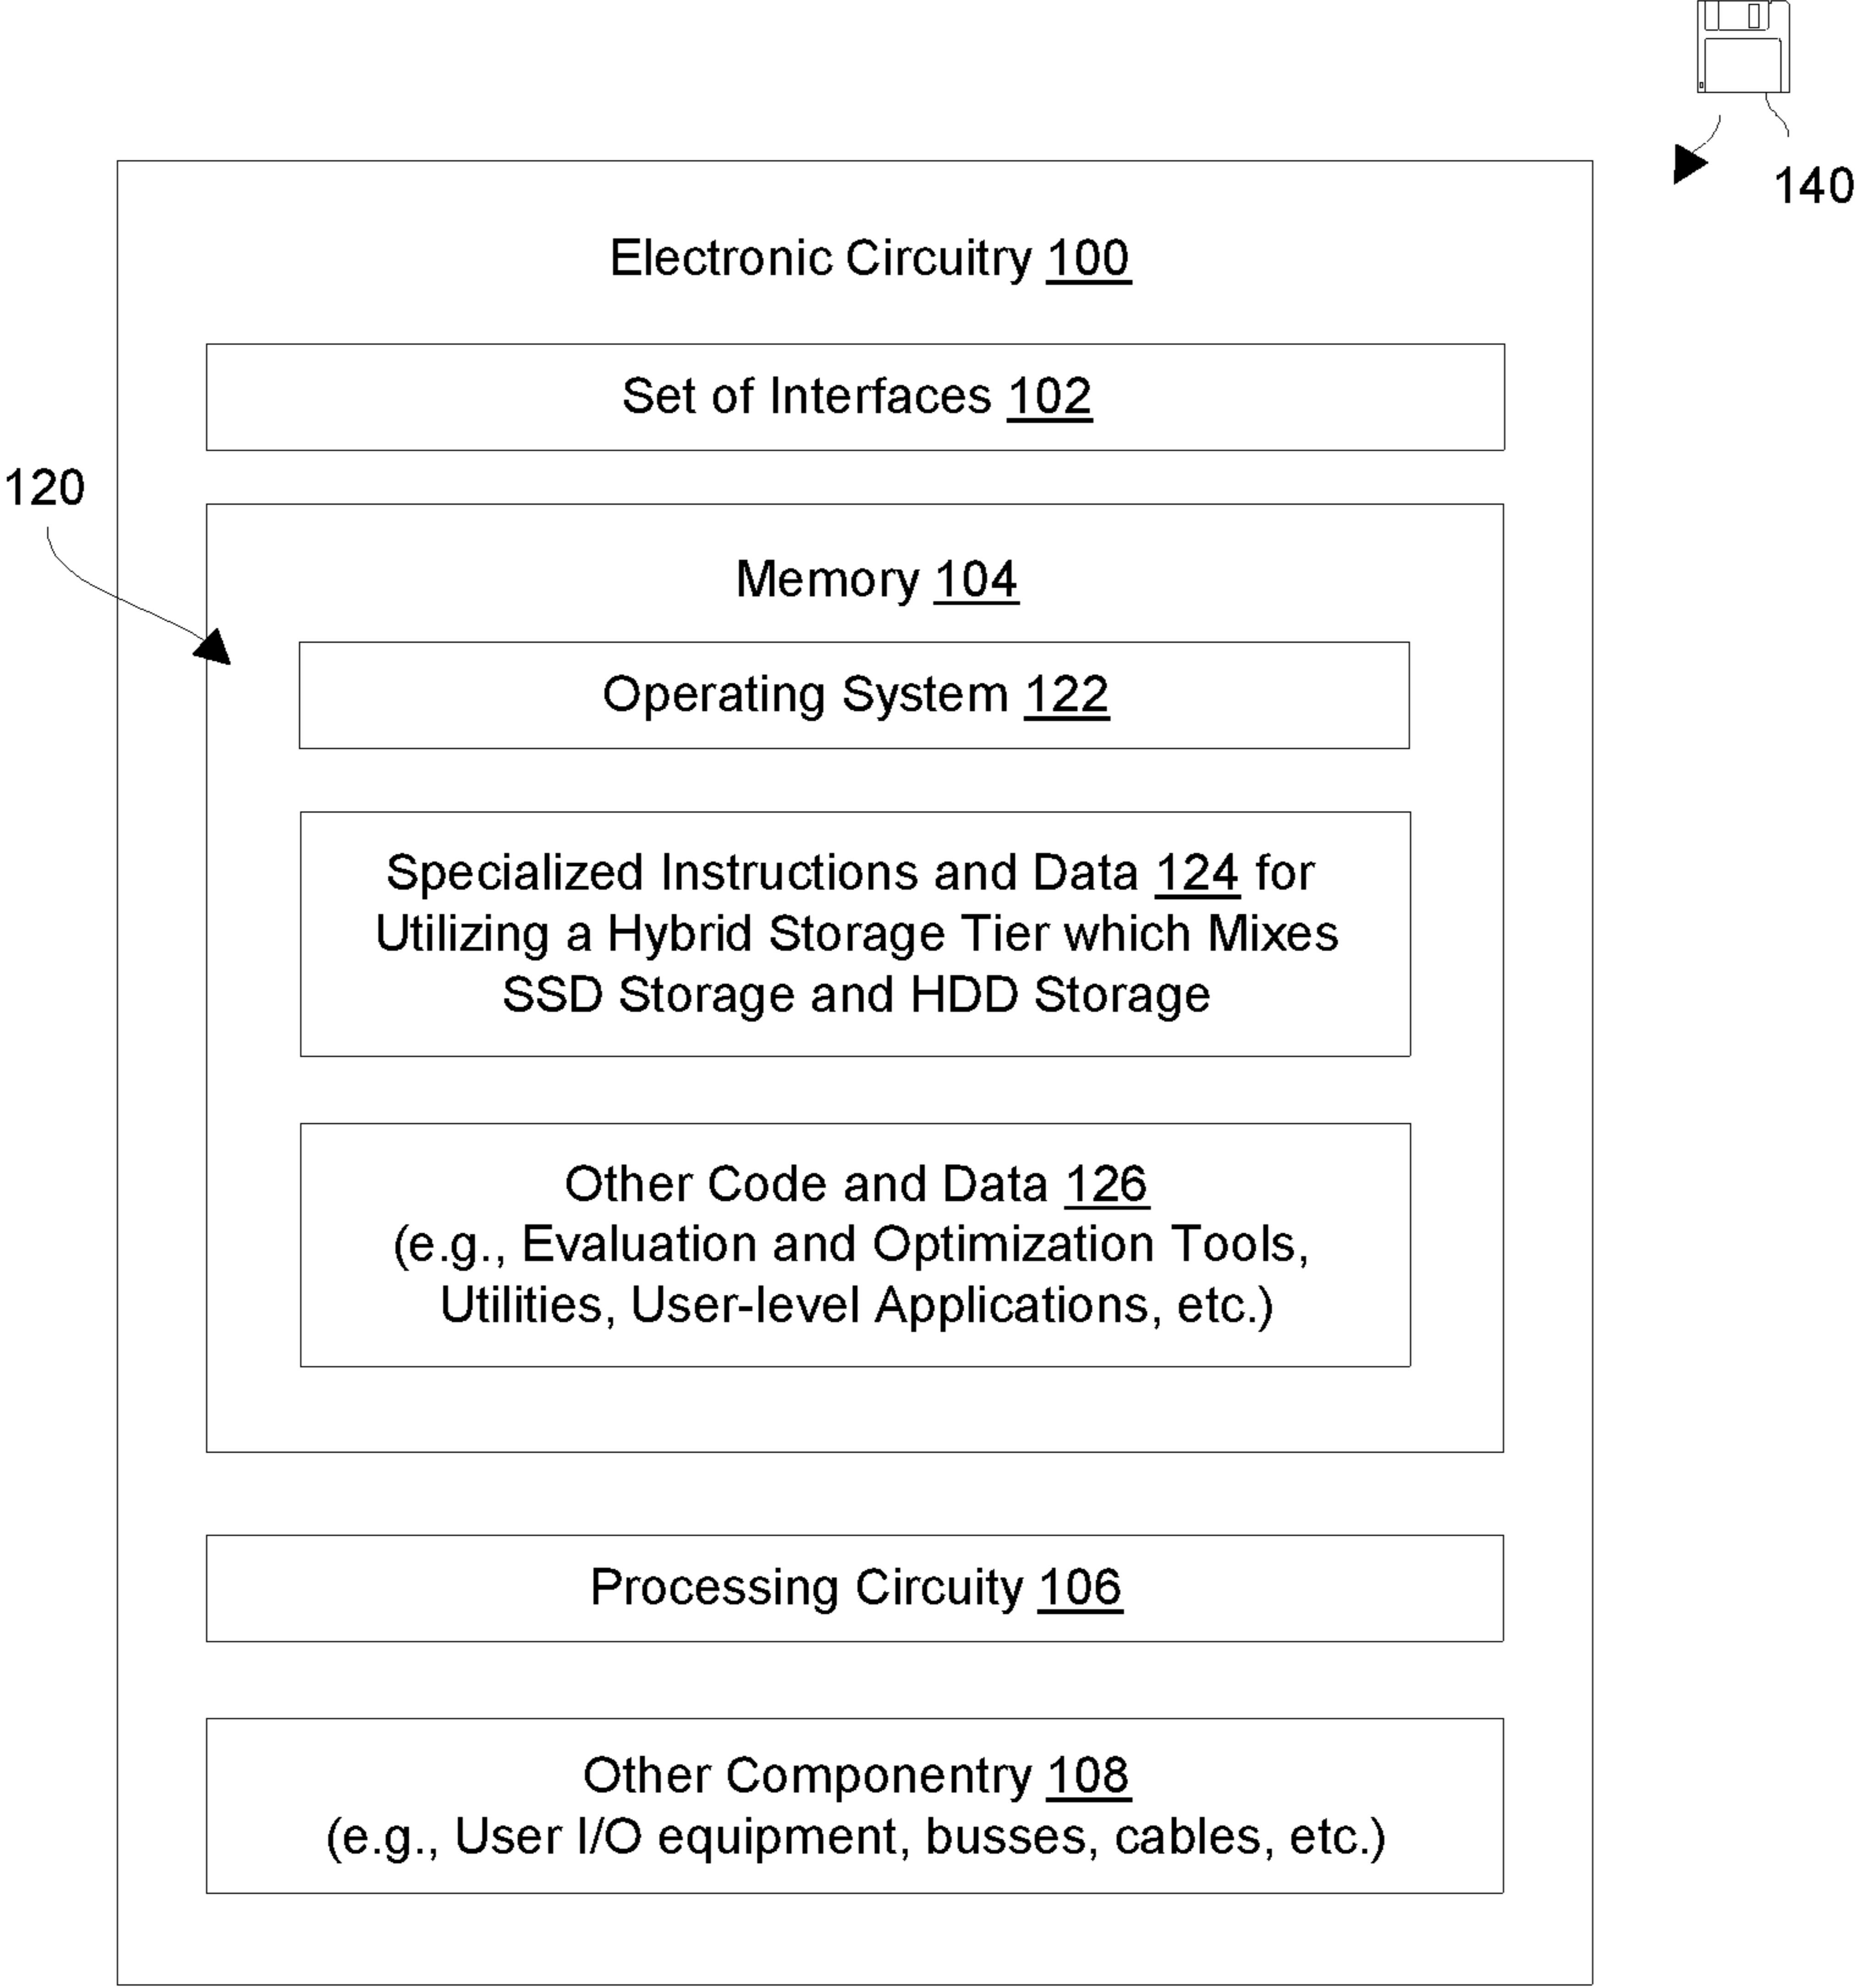 140
Electronic Circuitry 100
Set of Interfaces 102
120
Memory 104
Operating System 122
Specialized Instructions and Data 124 for
Utilizing a Hybrid Storage Tier which Mixes
SSD Storage and HDD Storage
Other Code and Data 126
(e.g., Evaluation and Optimization Tools,
Utilities, User-level Applications, etc.)
Processing Circuity 106
Other Componentry 108
(e.g., User I/O equipment, busses, cables, etc.)